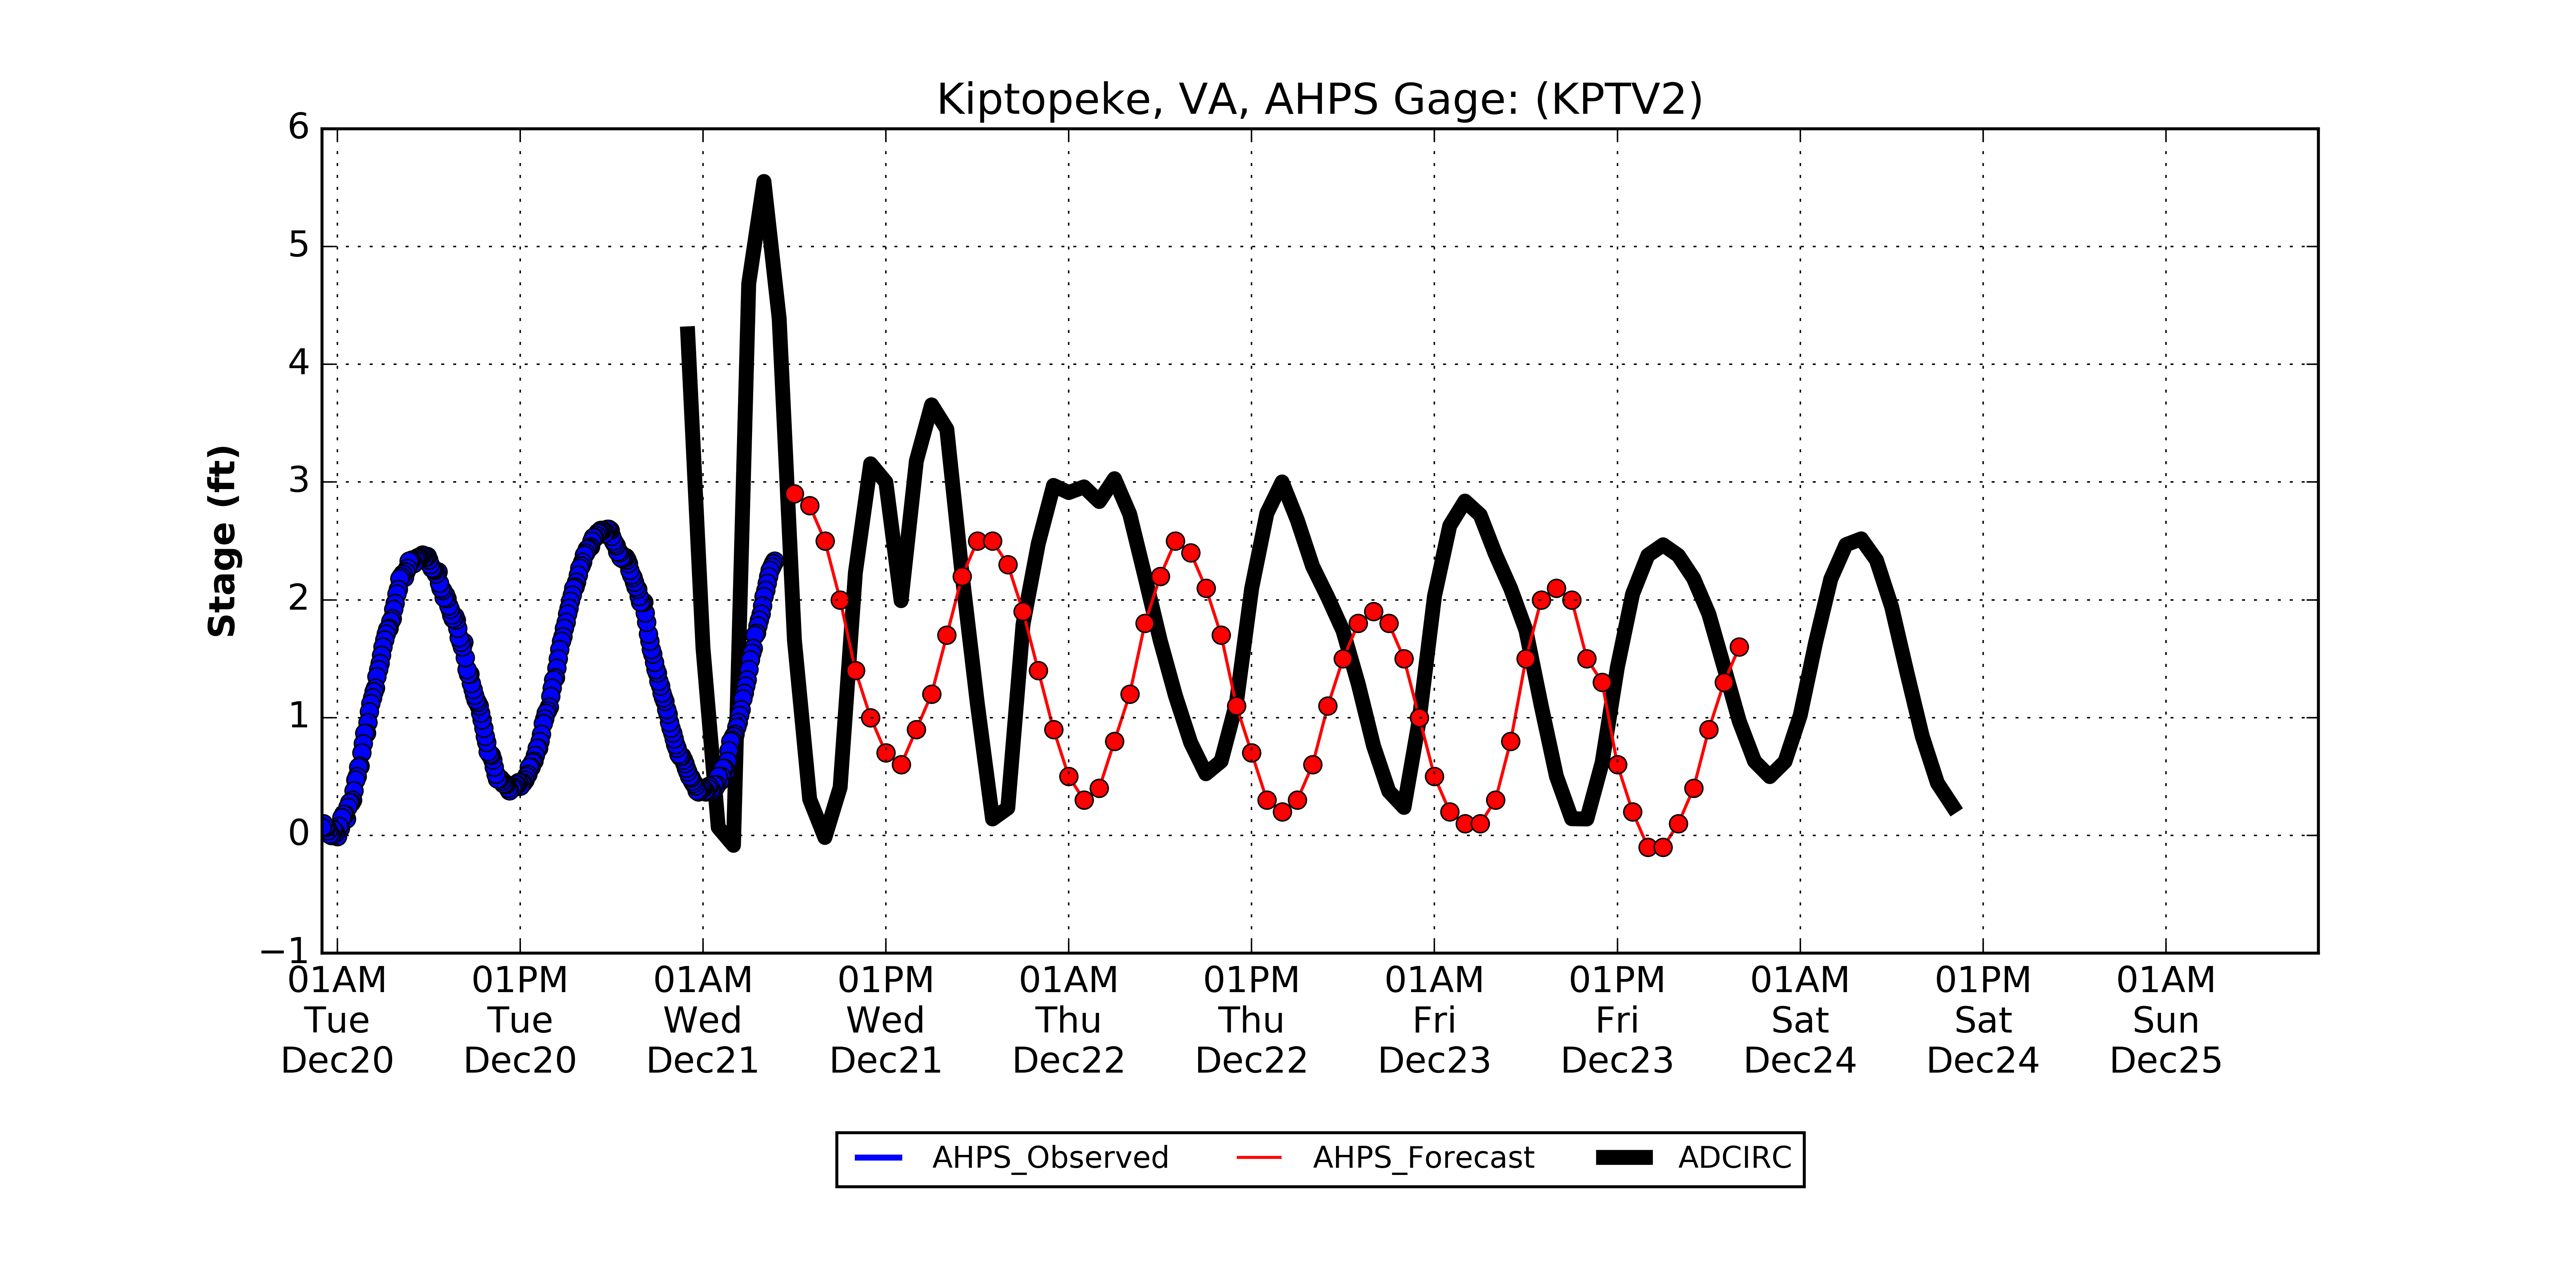 Kiptopeke, VA, AHPS Gage: (KPTV2)
6
5
4
3
2
1
0
−1
Stage (ft)
01AM 01PM 01AM 01PM 01AM 01PM 01AM 01PM 01AM 01PM 01AM
Tue Tue Wed Wed Thu Thu Fri Fri Sat Sat Sun
Dec20 Dec20 Dec21 Dec21 Dec22 Dec22 Dec23 Dec23 Dec24 Dec24 Dec25
AHPS_Observed AHPS_Forecast ADCIRC